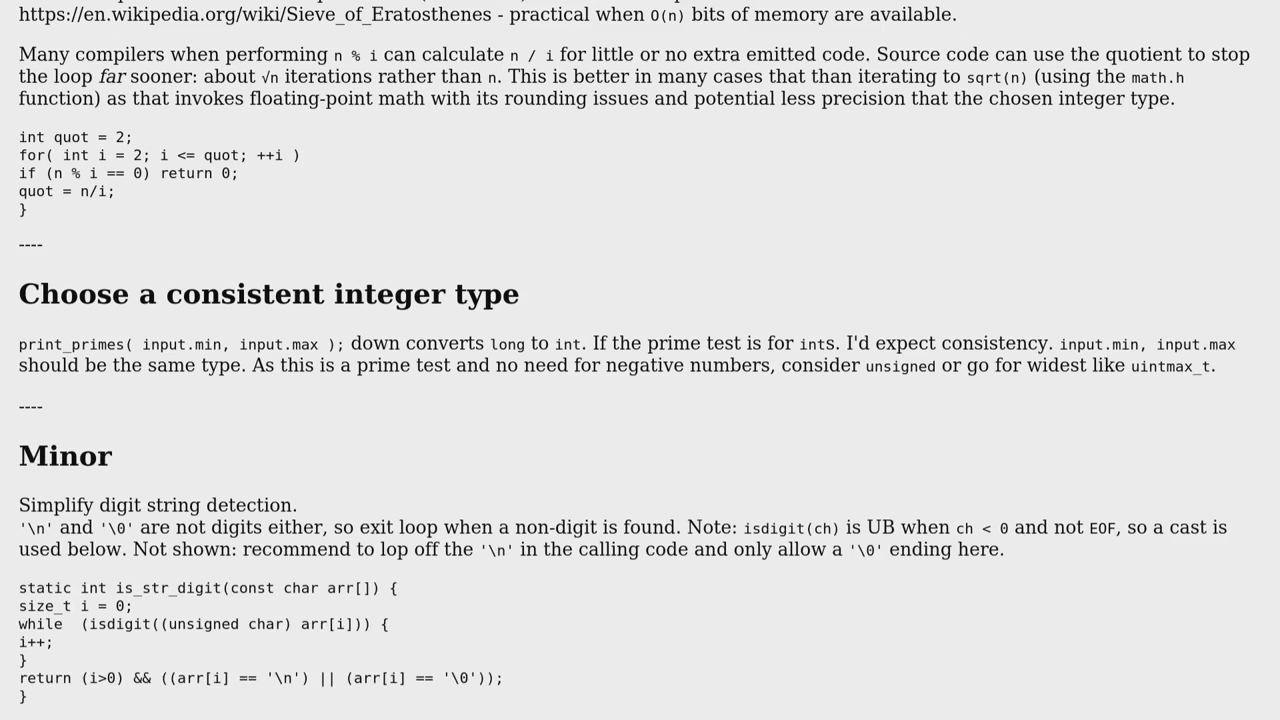 https://en.wikipedia.org/wiki/Sieve_of_Eratosthenes - practical when O(n) bits of memory are available.
Many compilers when performing n % i can calculate n / i for little or no extra emitted code. Source code can use the quotient to stop
the loop far sooner: about √n iterations rather than n. This is better in many cases that than iterating to sqrt(n) (using the math.h
function) as that invokes floating-point math with its rounding issues and potential less precision that the chosen integer type.
int quot = 2;
for( int i = 2; i <= quot; ++i )
if (n % i == 0) return 0;
quot = n/i;
}
----
Choose a consistent integer type
print_primes( input.min, input.max ); down converts long to int. If the prime test is for ints. I'd expect consistency. input.min, input.max
should be the same type. As this is a prime test and no need for negative numbers, consider unsigned or go for widest like uintmax_t.
----
Minor
Simplify digit string detection.
'\n' and '\0' are not digits either, so exit loop when a non-digit is found. Note: isdigit(ch) is UB when ch < 0 and not EOF, so a cast is
used below. Not shown: recommend to lop off the '\n' in the calling code and only allow a '\0' ending here.
static int is_str_digit(const char arr[]) {
size_t i = 0;
while  (isdigit((unsigned char) arr[i])) {
i++;
}
return (i>0) && ((arr[i] == '\n') || (arr[i] == '\0'));
}